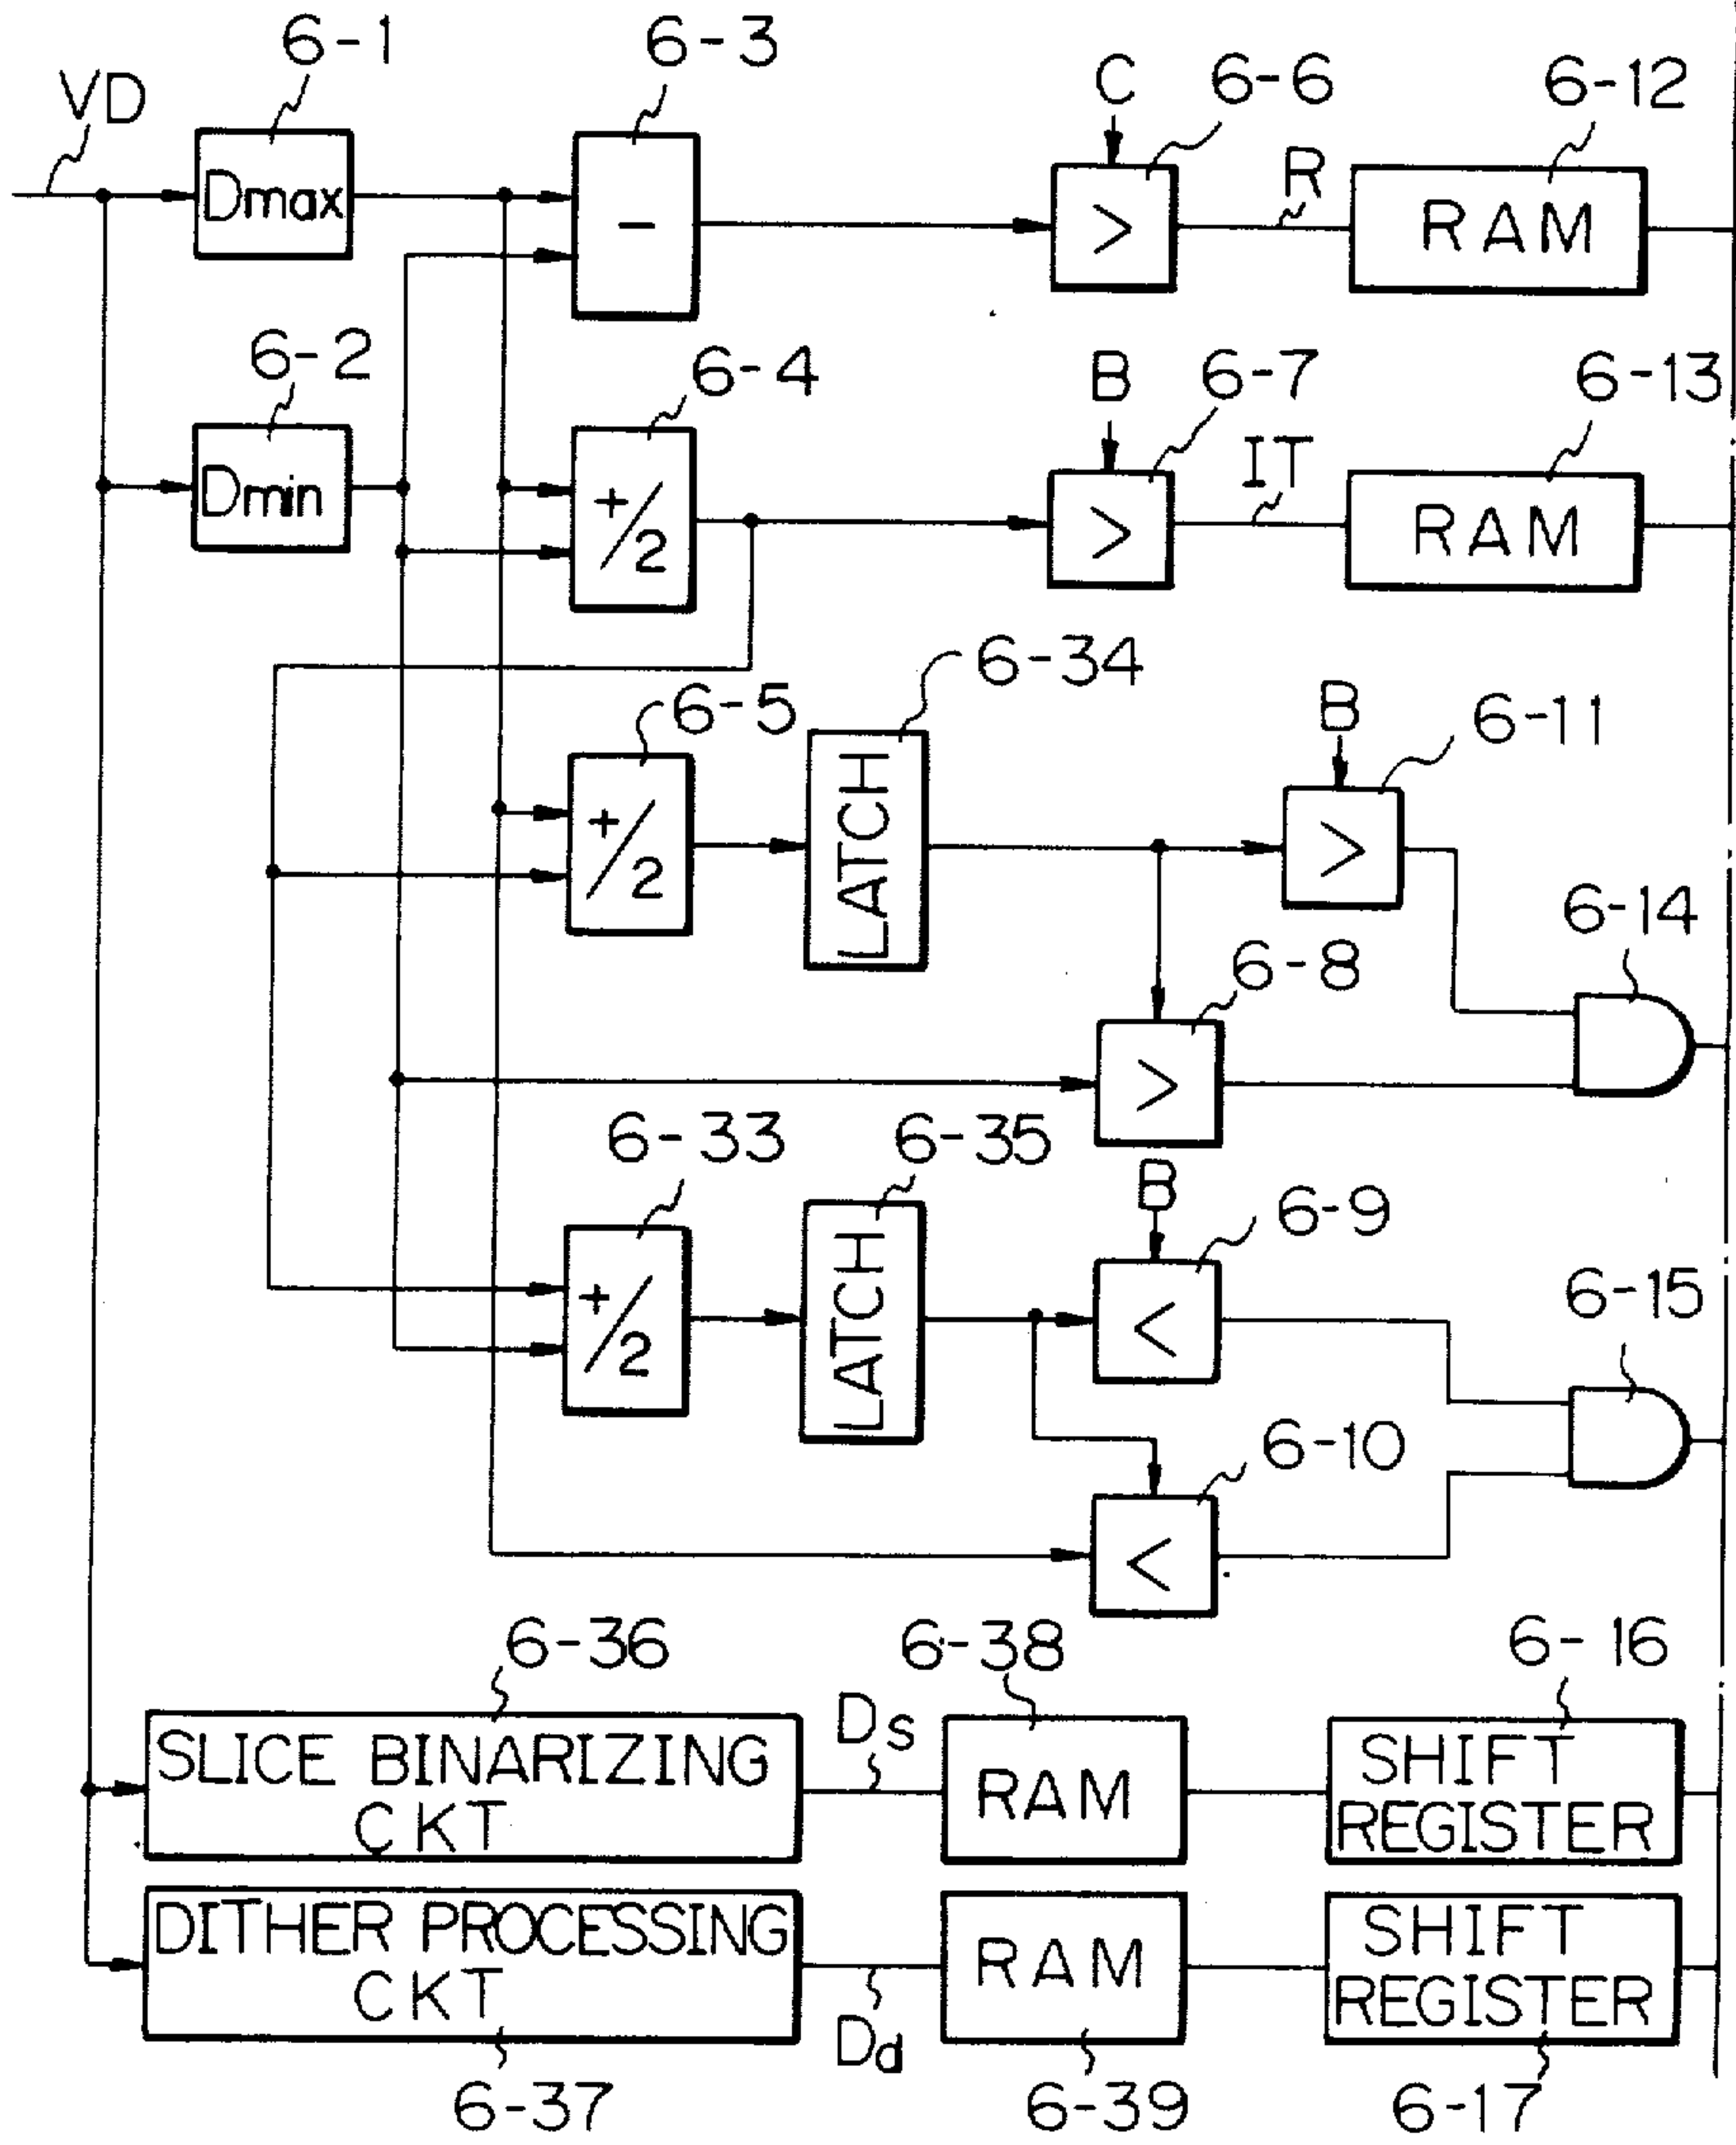 6-1
6-3
VD
C
6-6
6-12
Dmax
-
>
R
RAM
6-2
6-4
B
6-7
6-13
Dmin
+/2
>
IT
RAM
6-34
6-5
B
6-11
+/2
LATCH
>
6-14
6-8
>
6-33
6-35
B
6-9
+/2
LATCH
<
6-15
6-10
<
6-36
6-38
6-16
SLICE BINARIZING
CKT
Ds
RAM
SHIFT
REGISTER
DITHER PROCESSING
CKT
Dd
RAM
SHIFT
REGISTER
6-37
6-39
6-17